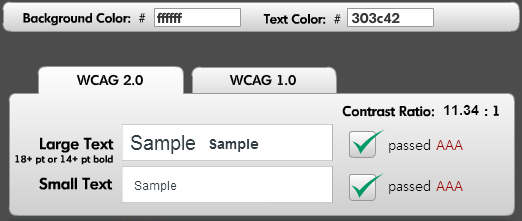 Background Color: # ffffff Text Color: # 303c42
WCAG 2.0 WCAG 1.0
Contrast Ratio: 11.34 : 1
Large Text Sample Sample passed AAA
18+ pt or 14+ pt bold
Small Text Sample passed AAA